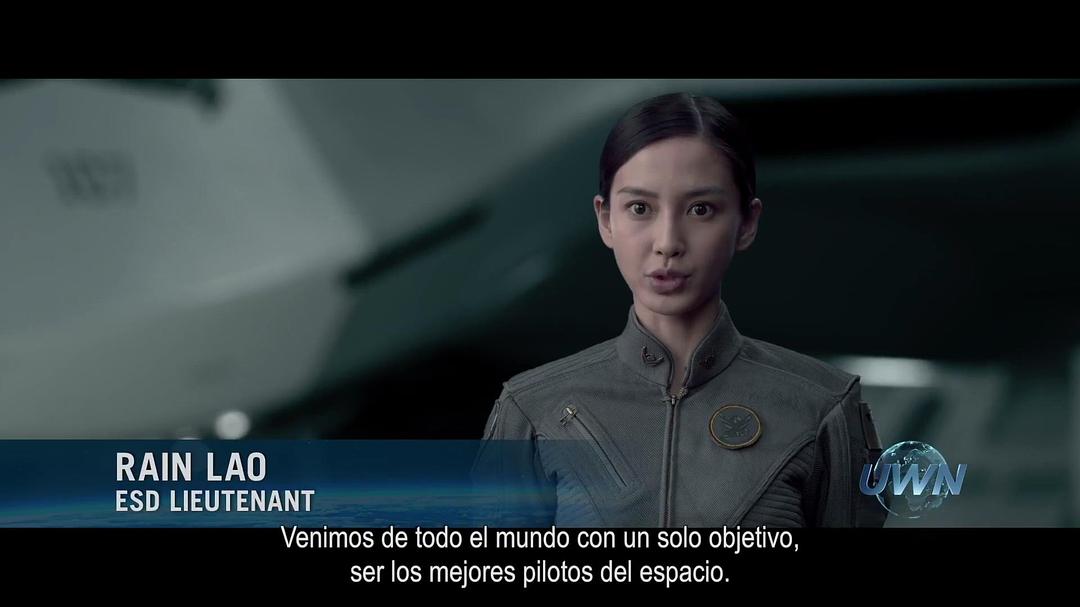 RAIN LAO
ESD LIEUTENANT
UWN
Venimos de todo el mundo con un solo objetivo,
ser los mejores pilotos del espacio.